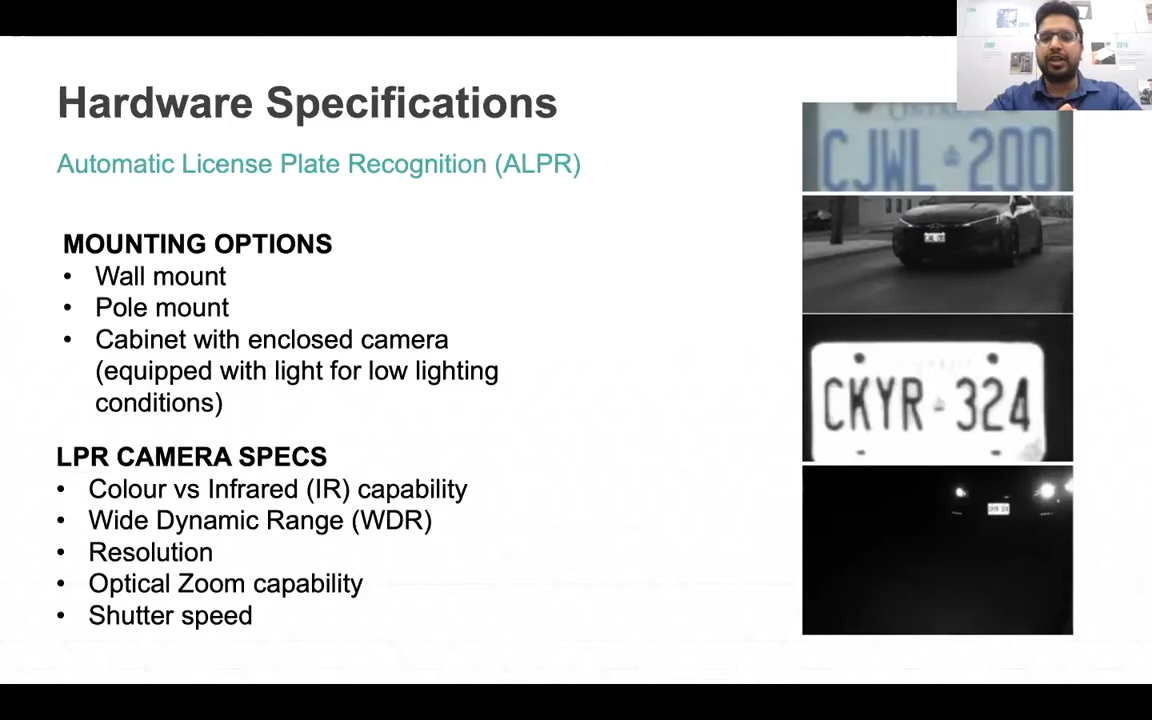 Hardware Specifications
Automatic License Plate Recognition (ALPR)
MOUNTING OPTIONS
• Wall mount
• Pole mount
• Cabinet with enclosed camera
(equipped with light for low lighting
conditions)
LPR CAMERA SPECS
• Colour vs Infrared (IR) capability
• Wide Dynamic Range (WDR)
• Resolution
• Optical Zoom capability
• Shutter speed
CJWL 200
CKYR 324
CKYR 324